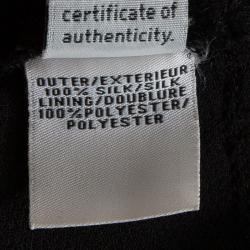 certificate of
authenticity.
OUTER/EXTERIEUR
100% SILK/SILK
LINING/DOUBLURE
100%POLYESTER/
POLYESTER